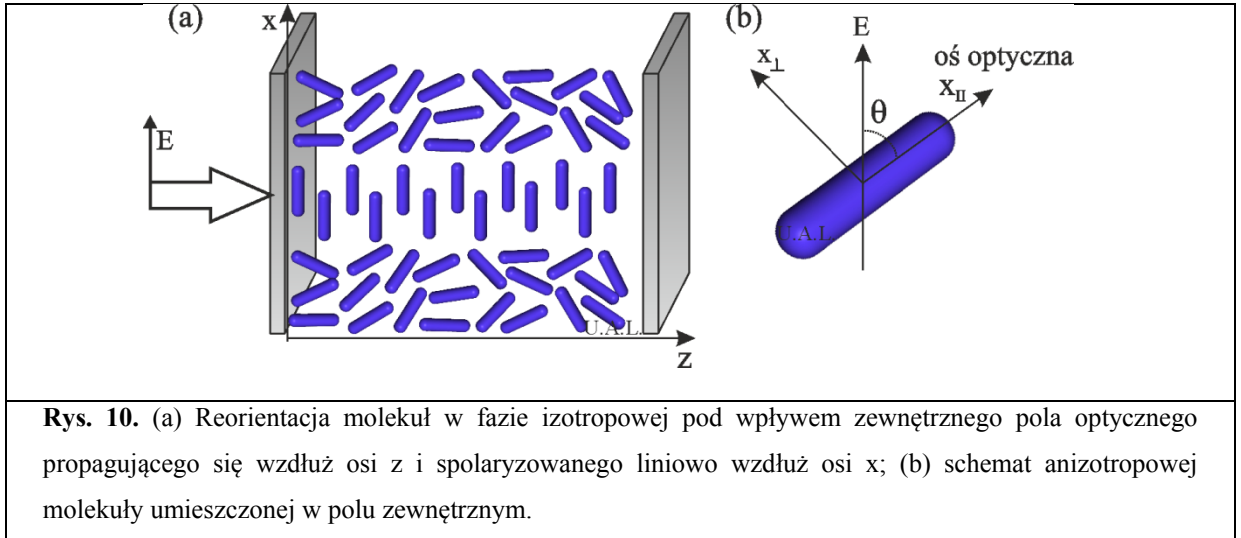 (a)
x
E
U.A.L.
z
(b)
E
x⊥
oś optyczna
x||
θ
U.A.L.
Rys. 10. (a) Reorientacja molekuł w fazie izotropowej pod wpływem zewnętrznego pola optycznego
propagującego się wzdłuż osi z i spolaryzowanego liniowo wzdłuż osi x; (b) schemat anizotropowej
molekuły umieszczonej w polu zewnętrznym.